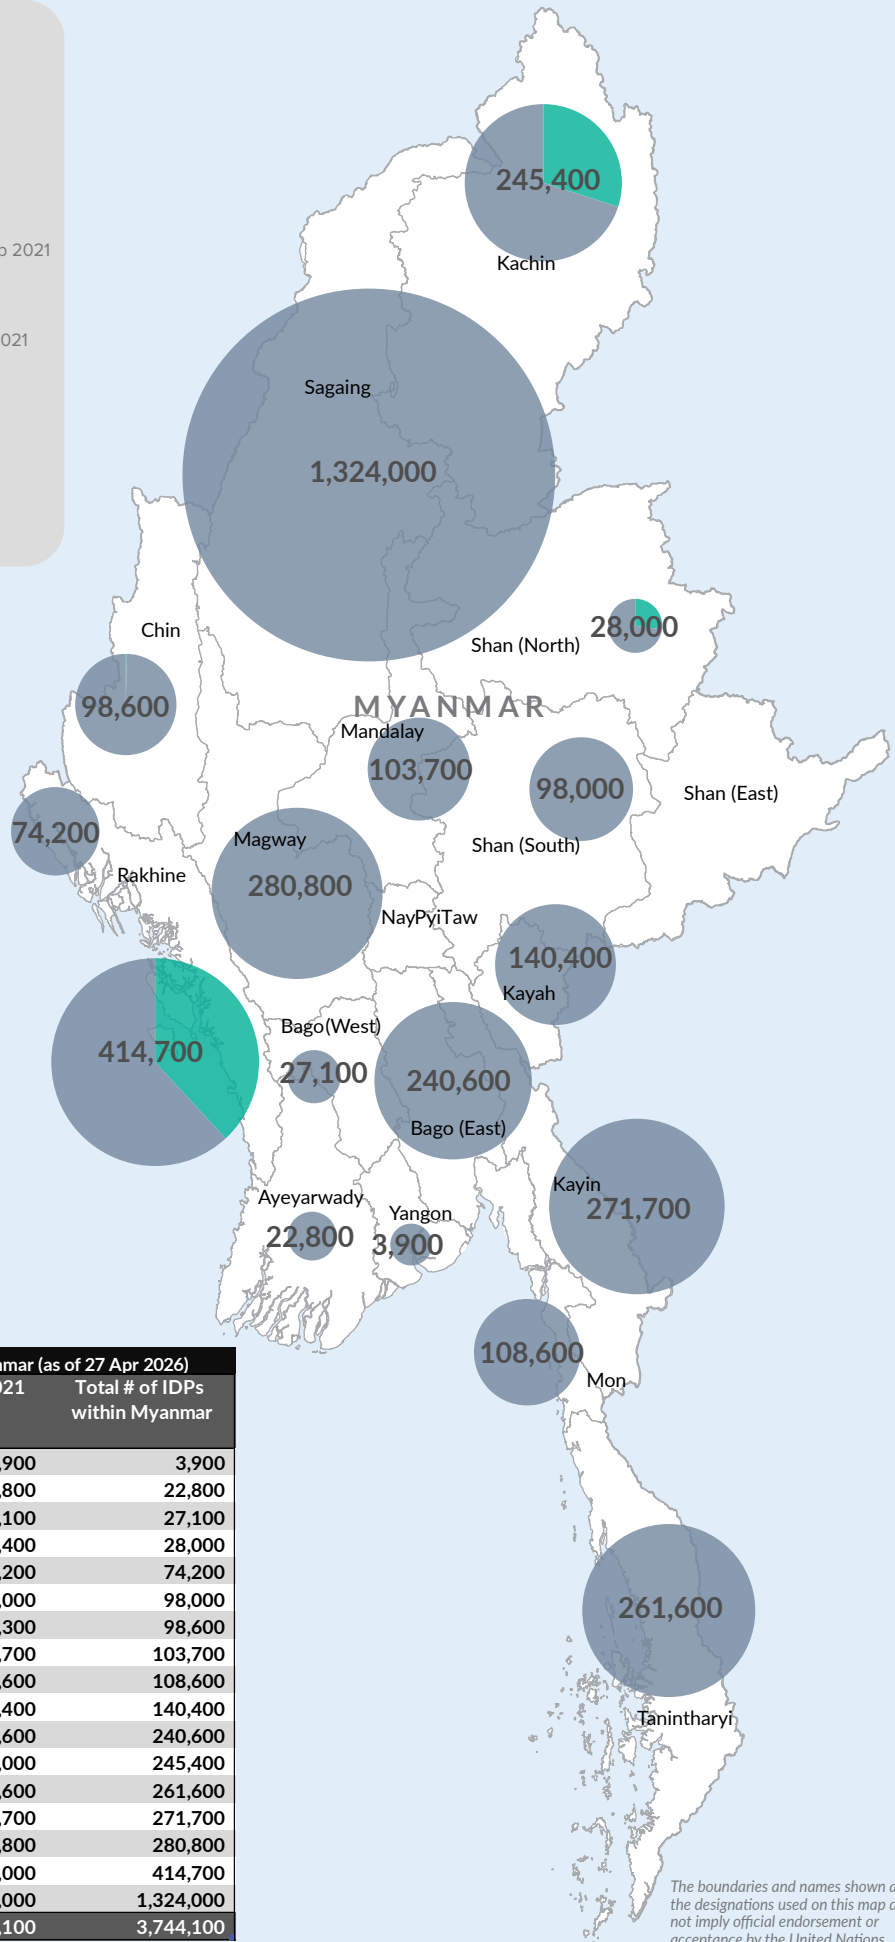 2021
021
245,400
Kachin
Sagaing
1,324,000
Chin
98,600
Shan (North)
28,000
MYANMAR
Mandalay
103,700
98,000
Shan (East)
Shan (South)
74,200
Rakhine
Magway
280,800
NayPyiTaw
140,400
Kayah
414,700
Bago(West)
27,100
240,600
Bago (East)
Kayin
271,700
Ayeyarwady
22,800
Yangon
3,900
108,600
Mon
261,600
Tanintharyi
nmar (as of 27 Apr 2026)
021 Total # of IDPs
within Myanmar
,900 3,900
,800 22,800
,100 27,100
,400 28,000
,200 74,200
,000 98,000
,300 98,600
,700 103,700
,600 108,600
,400 140,400
,600 240,600
,000 245,400
,600 261,600
,700 271,700
,800 280,800
,000 414,700
,000 1,324,000
,100 3,744,100
The boundaries and names shown
the designations used on this map
not imply official endorsement or
acceptance by the United Nations